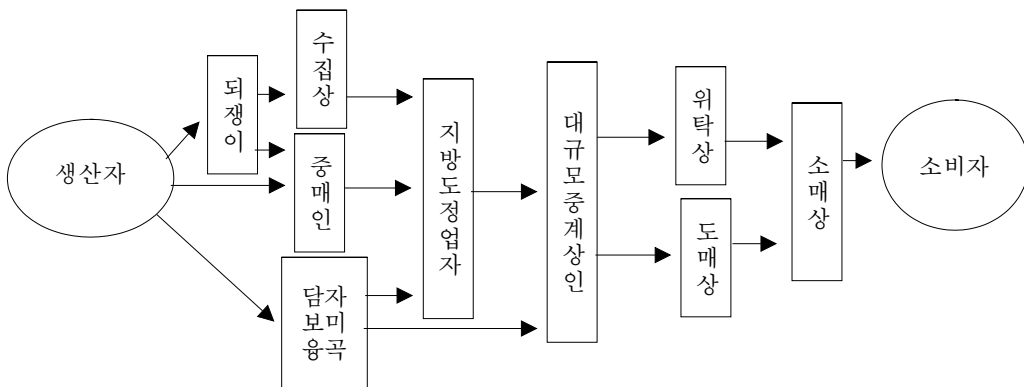 생산자
되쟁이
수집상
중매인
담자
보미
융곡
지방도정업자
대규모중계상인
위탁상
도매상
소매상
소비자